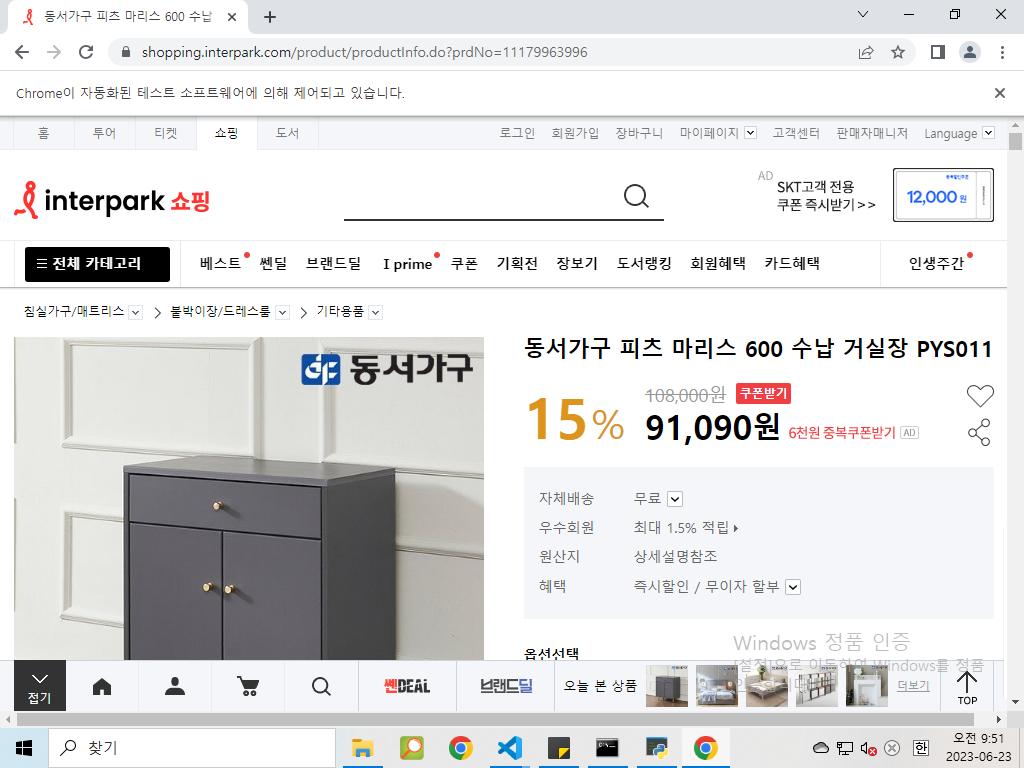 동서가구 피츠 마리스 600 수납
shopping.interpark.com/product/productInfo.do?prdNo=11179963996
Chrome이 자동화된 테스트 소프트웨어에 의해 제어되고 있습니다.
홈 투어 티켓 쇼핑 도서 로그인 회원가입 장바구니 마이페이지 고객센터 판매자매니저 Language
interpark 쇼핑
AD SKT고객 전용
쿠폰 즉시받기 >>
12,000 원
전체 카테고리 베스트 쎈딜 브랜드딜 I prime 쿠폰 기획전 장보기 도서랭킹 회원혜택 카드혜택 인생주간
침실가구/매트리스 > 붙박이장/드레스룸 > 기타용품
동서가구
동서가구 피츠 마리스 600 수납 거실장 PYS011
15%
108,000원 쿠폰받기
91,090원 6천원 중복쿠폰받기 AD
자체배송 무료
우수회원 최대 1.5% 적립
원산지 상세설명참조
혜택 즉시할인 / 무이자 할부
옵션선택
Windows 정품 인증
[설정]으로 이동하여 Windows를 정품
접기
쎈DEAL 브랜드딜 오늘 본 상품 더보기 TOP
찾기
한
오전 9:51
2023-06-23